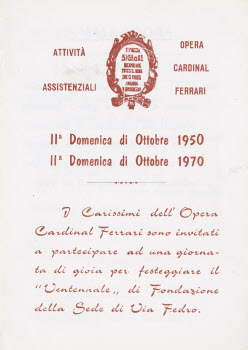 ATTIVITÀ
ASSISTENZIALI
OPERA
CARDINAL
FERRARI
SIGNORE
IIª Domenica di Ottobre 1950
IIª Domenica di Ottobre 1970
I Carissimi dell'Opera
Cardinal Ferrari sono invitati
a partecipare ad una giorna-
ta di gioia per festeggiare il
"Ventennale„ di Fondazione
della Sede di Via Fedro.